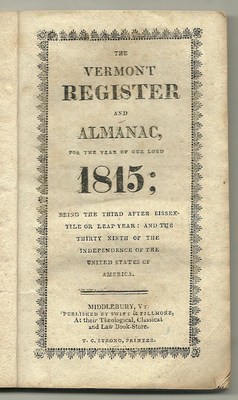 THE
VERMONT
REGISTER
AND
ALMANAC,
FOR THE YEAR OF OUR LORD
1815;
BEING THE THIRD AFTER BISSEX-
TILE OR LEAP YEAR: AND THE
THIRTY NINTH OF THE
INDEPENDENCE OF THE
UNITED STATES OF
AMERICA.
MIDDLEBURY, VT.
PUBLISHED BY SWIFT & FILLMORE,
At their Theological, Classical
and Law Book-Store.
T. C. STRONG, PRINTER.